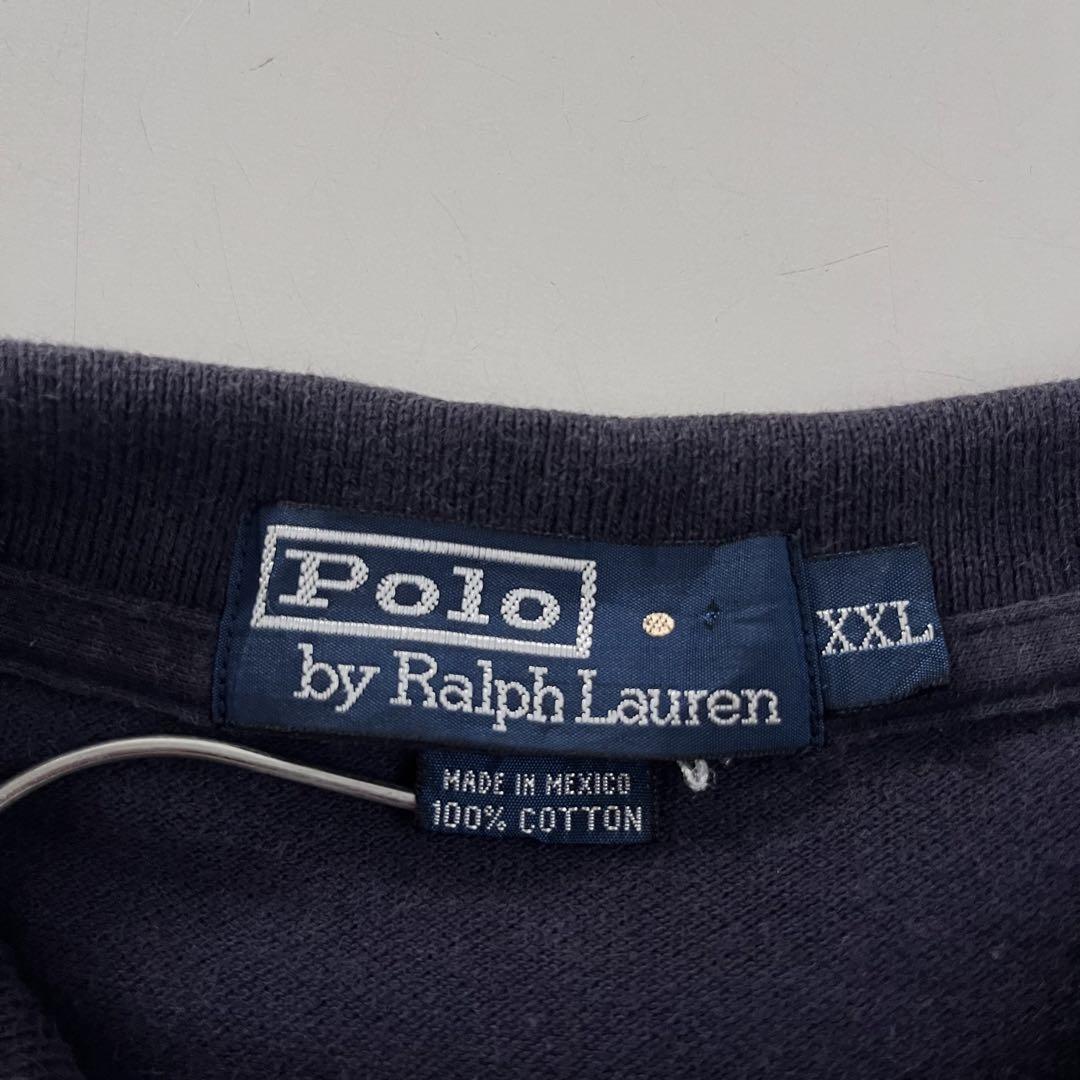 Polo
by Ralph Lauren
XXL
MADE IN MEXICO
100% COTTON